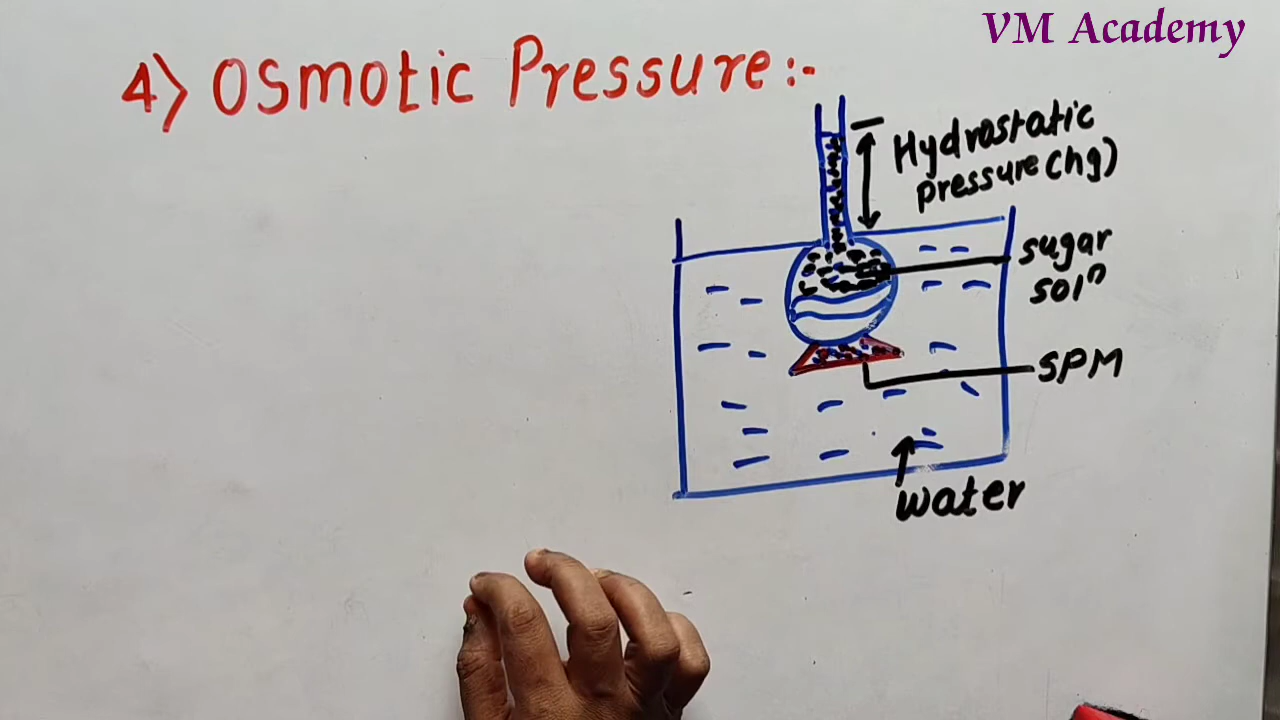 VM Academy
4) Osmotic Pressure:-
Hydrostatic
pressure (hg)
sugar
solⁿ
SPM
water